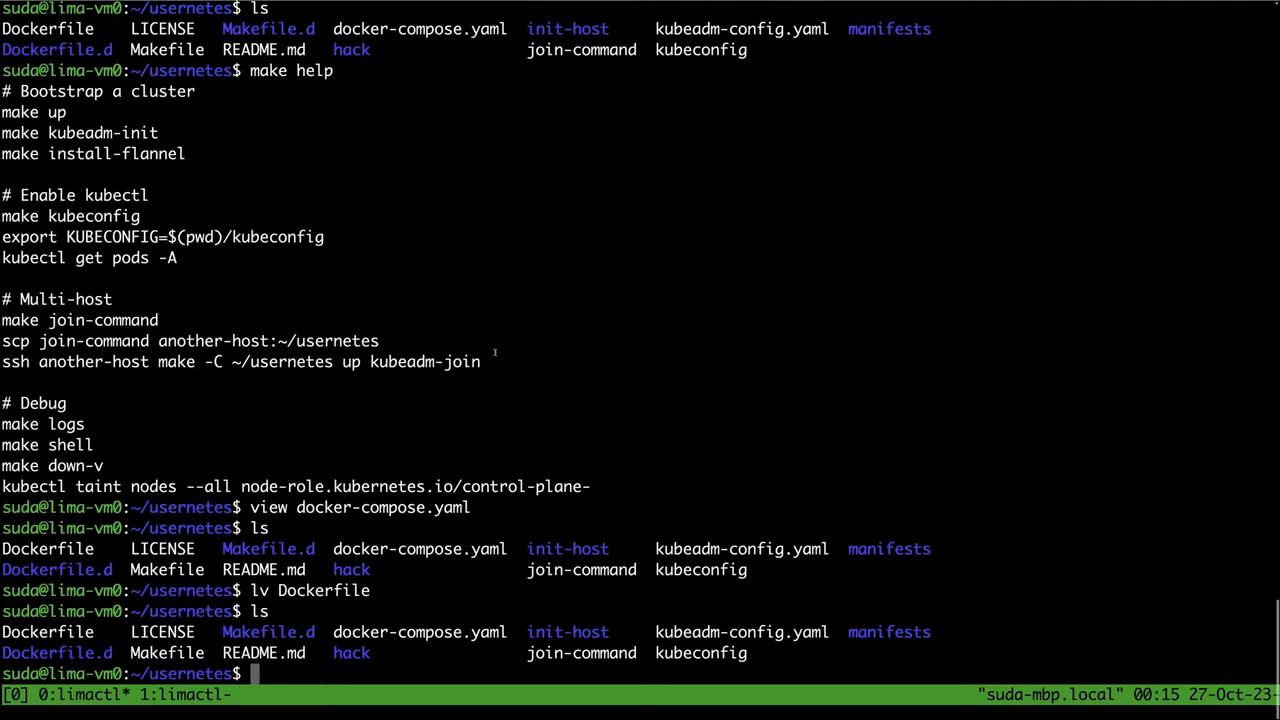 suda@lima-vm0:~/usernetes$ ls
Dockerfile LICENSE Makefile.d docker-compose.yaml init-host kubeadm-config.yaml manifests
Dockerfile.d Makefile README.md hack join-command kubeconfig
suda@lima-vm0:~/usernetes$ make help
# Bootstrap a cluster
make up
make kubeadm-init
make install-flannel
# Enable kubectl
make kubeconfig
export KUBECONFIG=$(pwd)/kubeconfig
kubectl get pods -A
# Multi-host
make join-command
scp join-command another-host:~/usernetes
ssh another-host make -C ~/usernetes up kubeadm-join
# Debug
make logs
make shell
make down-v
kubectl taint nodes --all node-role.kubernetes.io/control-plane-
suda@lima-vm0:~/usernetes$ view docker-compose.yaml
suda@lima-vm0:~/usernetes$ ls
Dockerfile LICENSE Makefile.d docker-compose.yaml init-host kubeadm-config.yaml manifests
Dockerfile.d Makefile README.md hack join-command kubeconfig
suda@lima-vm0:~/usernetes$ lv Dockerfile
suda@lima-vm0:~/usernetes$ ls
Dockerfile LICENSE Makefile.d docker-compose.yaml init-host kubeadm-config.yaml manifests
Dockerfile.d Makefile README.md hack join-command kubeconfig
suda@lima-vm0:~/usernetes$
[0] 0:limactl* 1:limactl- "suda-mbp.local" 00:15 27-Oct-23